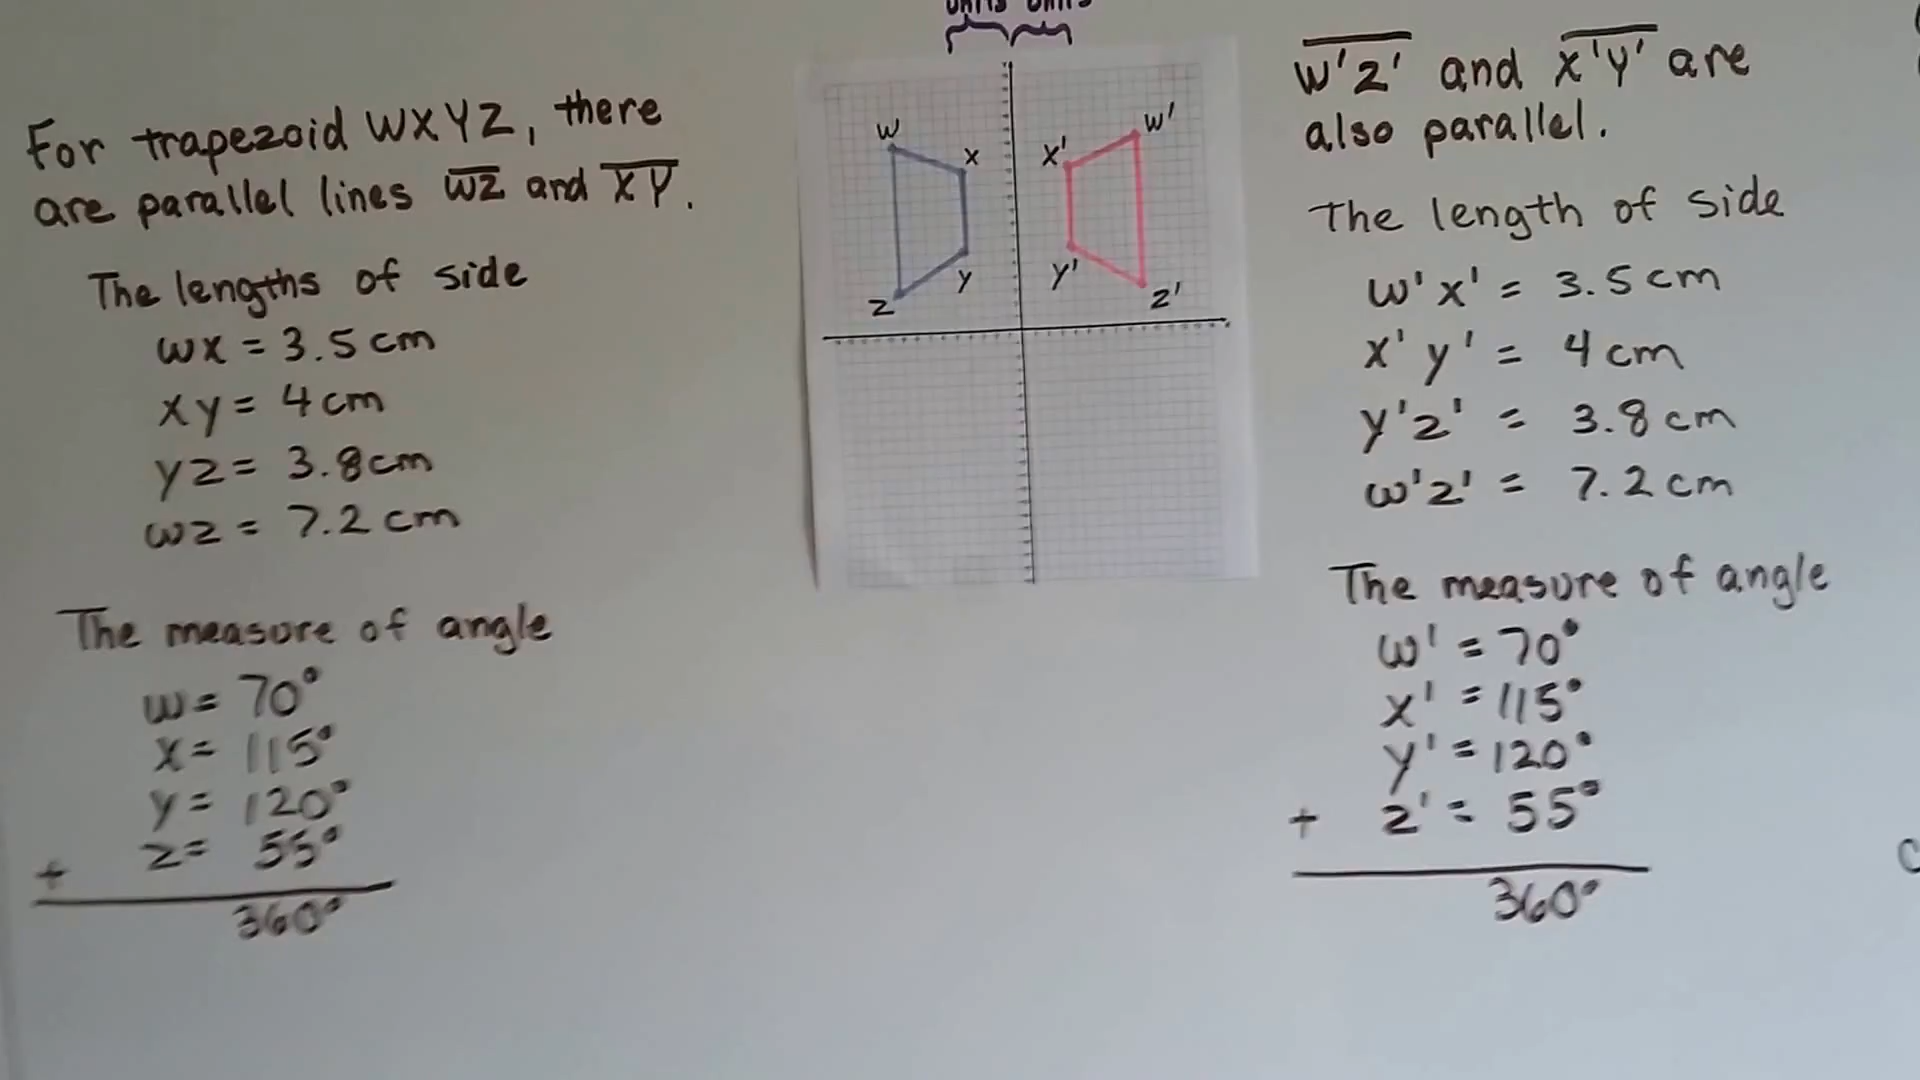 For trapezoid WXYZ, there
are parallel lines WZ and XY.
The lengths of side
WX = 3.5 cm
XY = 4 cm
YZ = 3.8 cm
WZ = 7.2 cm
The measure of angle
W = 70°
X = 115°
Y = 120°
+ Z = 55°
360°
W
X
Y
Z
W'
X'
Y'
Z'
W'Z' and X'Y' are
also parallel.
The length of side
W'X' = 3.5 cm
X'Y' = 4 cm
Y'Z' = 3.8 cm
W'Z' = 7.2 cm
The measure of angle
W' = 70°
X' = 115°
Y' = 120°
+ Z' = 55°
360°